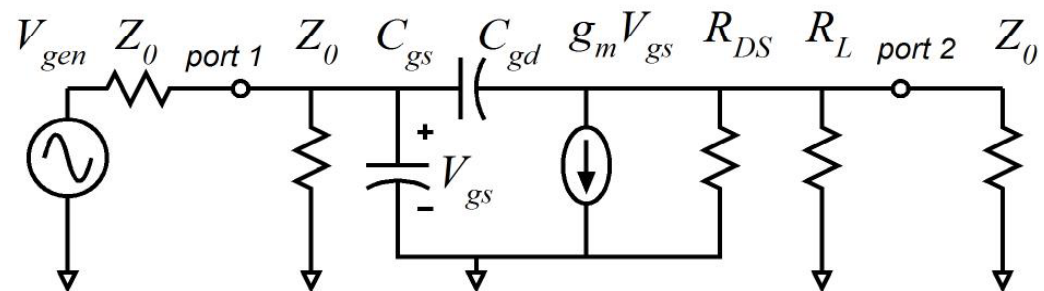 V_gen Z_0 port 1 Z_0 C_gs C_gd g_m V_gs R_DS R_L port 2 Z_0
+
V_gs
-